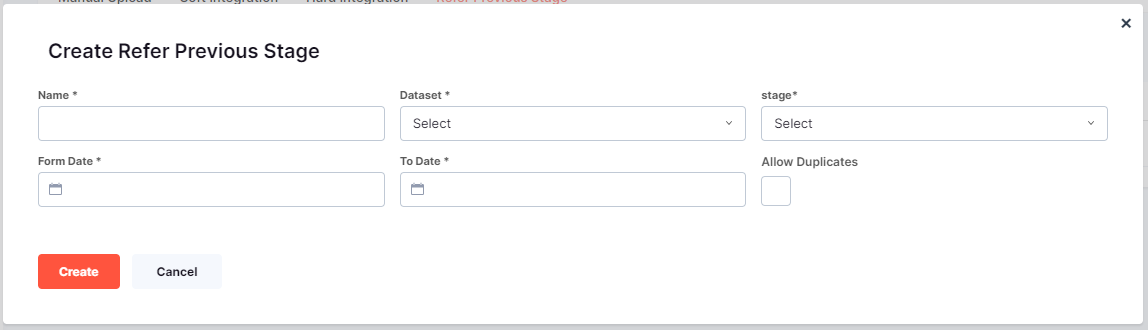 Manual Upload Soft Integration Hard Integration Refer Previous Stage
Create Refer Previous Stage
Name * Dataset * stage*
Select Select
Form Date * To Date * Allow Duplicates
Create Cancel